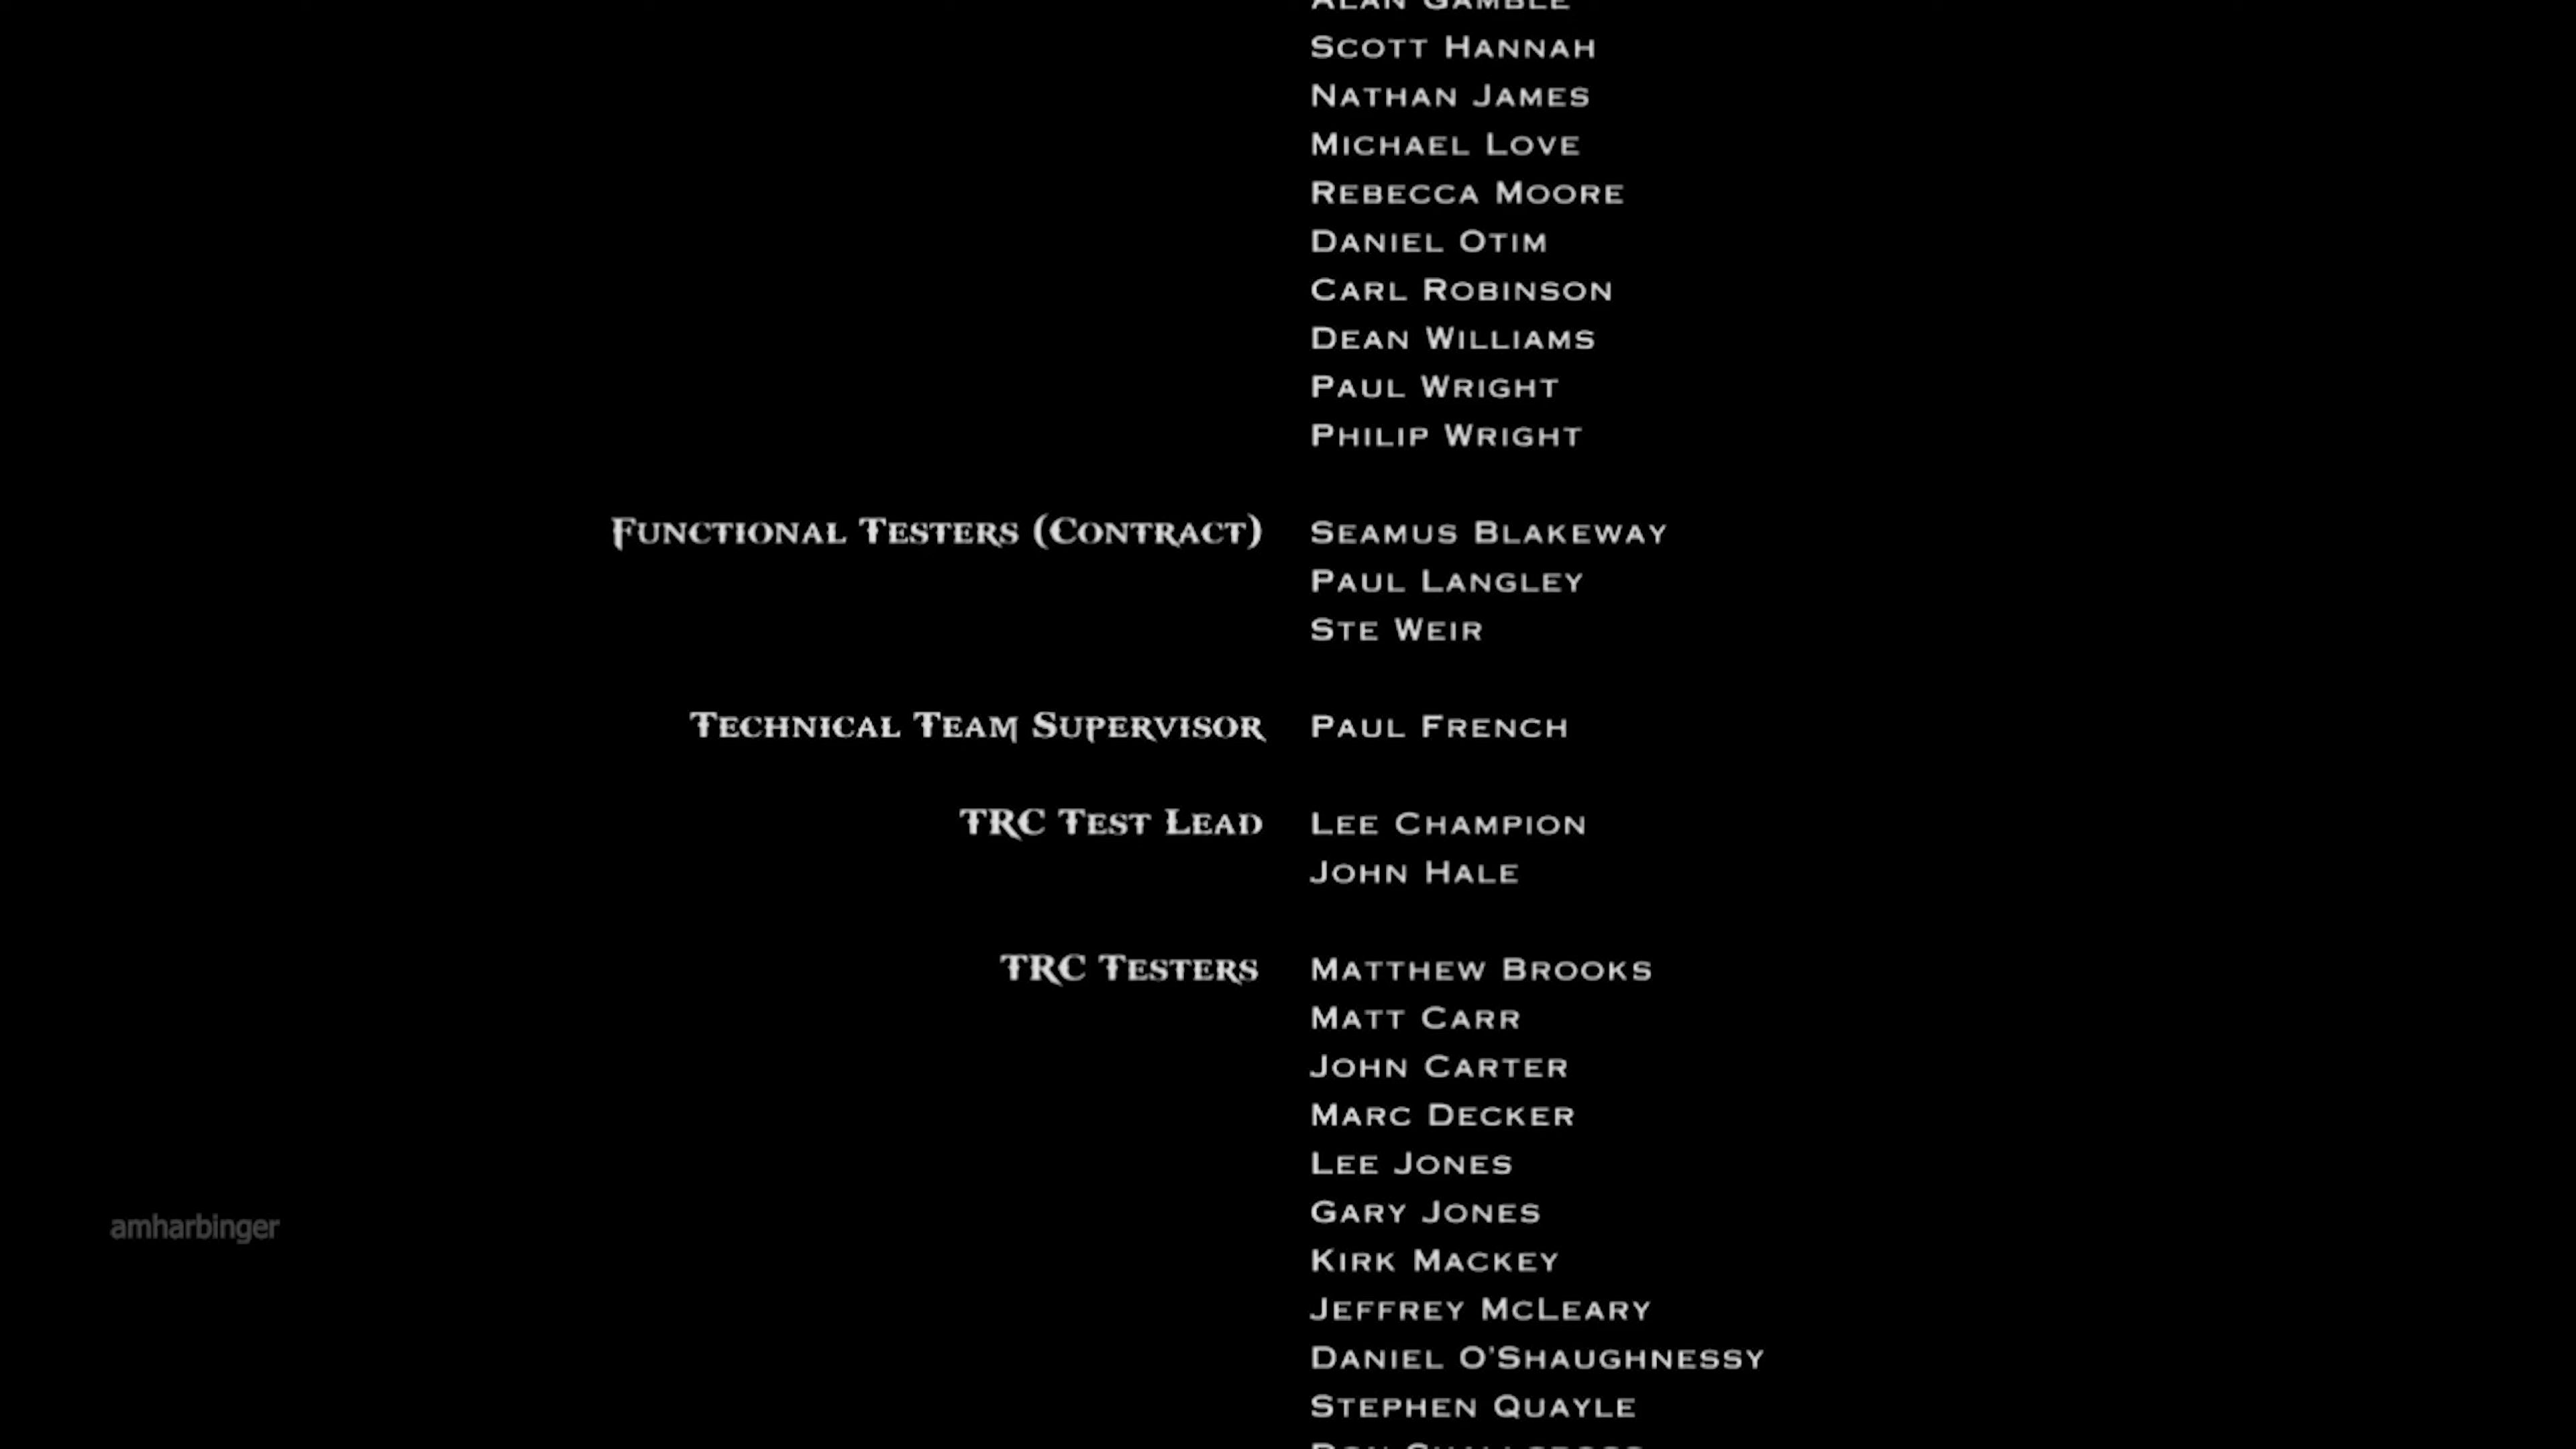 Alan Gamble
Scott Hannah
Nathan James
Michael Love
Rebecca Moore
Daniel Otim
Carl Robinson
Dean Williams
Paul Wright
Philip Wright
Functional Testers (Contract) Seamus Blakeway
Paul Langley
Ste Weir
Technical Team Supervisor Paul French
TRC Test Lead Lee Champion
John Hale
TRC Testers Matthew Brooks
Matt Carr
John Carter
Marc Decker
Lee Jones
Gary Jones
Kirk Mackey
amharbinger
Jeffrey McLeary
Daniel O'Shaughnessy
Stephen Quayle